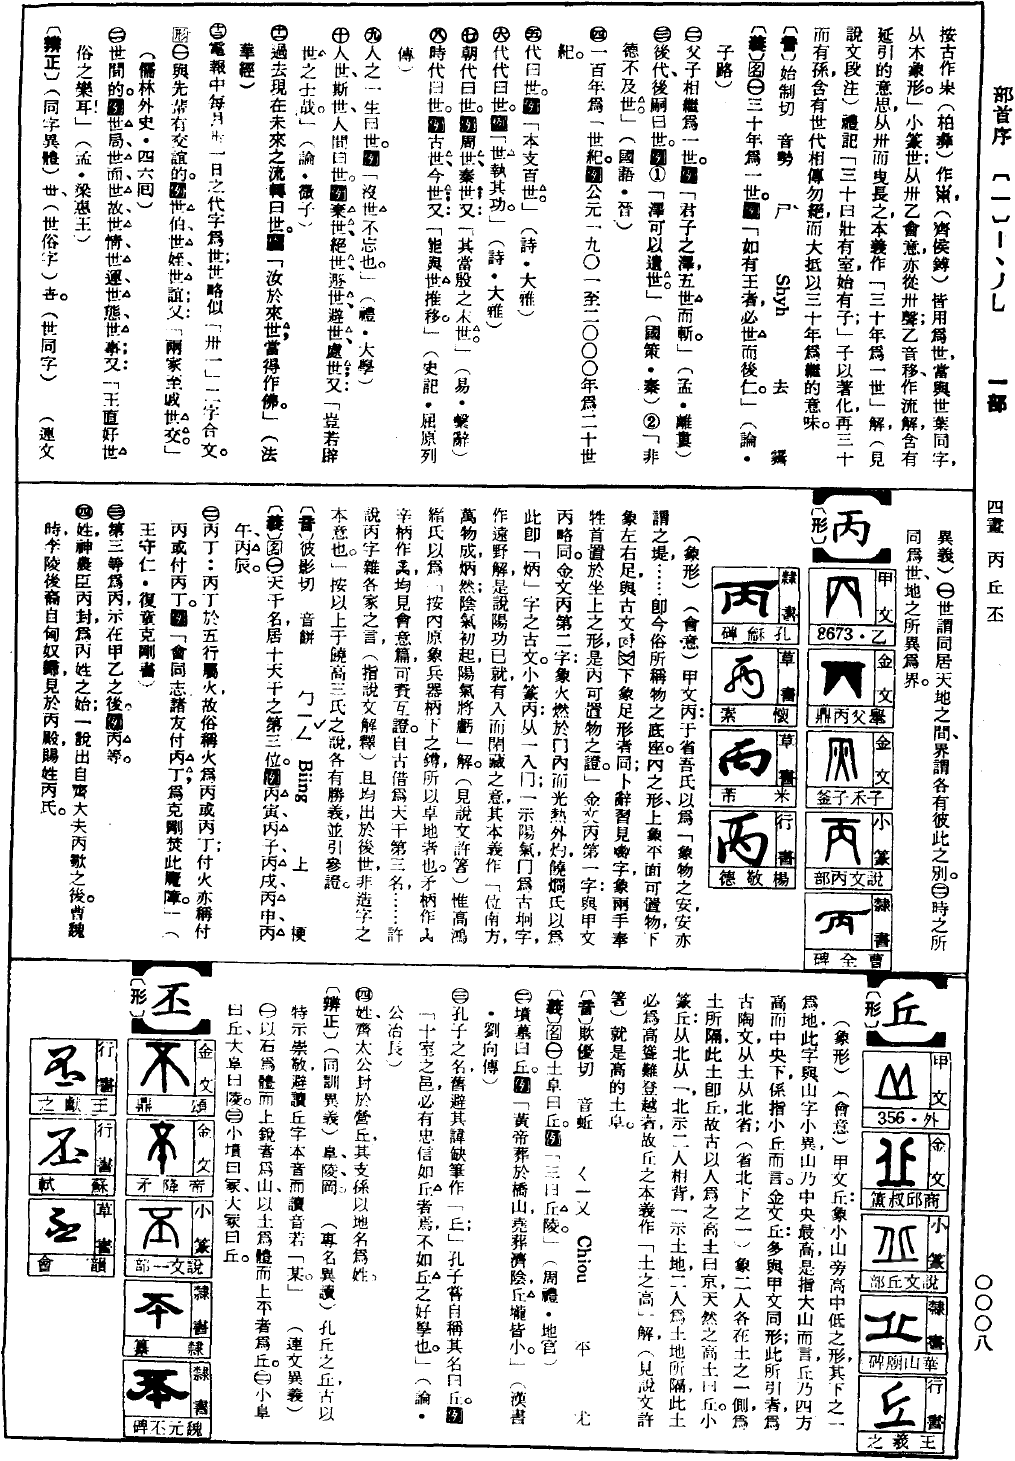 部首序 〔一〕丨、丿乚 一部 四畫 丙 丘 丕 〇〇〇八
按古作枼（柏彝）作枼（齊侯鎛）皆用爲世，當與世葉同字，
从木象形」小篆世：从卅乙會意亦從卅聲，乙音移作流解，含有
延引的意思，从卅而曳長之，本義作「三十年爲一世」解（見
說文段注）禮記「三十曰壯有室，始有子」，子以著化，再三十
而有孫，含有世代相傳勿絕，而大抵以三十年爲繼的意味。
〔音〕始制切 音勢 ㄕ Shyh 去 霽
〔義〕名㊀三十年爲一世。例「如有王者，必世而後仁。」（論・
子路）
㊁父子相繼爲一世。例「君子之澤，五世而斬。」（孟・離婁）
㊂後代後嗣曰世。例①「澤可以遺世。」（國策・秦）②「非
德不及世。」（國語・晉）
㊃一百年爲「世紀。例公元一九〇一至二〇〇〇年爲二十世
紀。
㊄代曰世。例「本支百世」（詩・大雅）
㊅代代曰世。例「世執其功。」（詩・大雅）
㊆朝代曰世。例周世、秦世又：「其當殷之末世。」（易・繫辭）
㊇時代曰世。例古世、今世又：「能與世推移。」（史記・屈原列
傳）
㊈人之一生曰世。例「沒世不忘也。」（禮・大學）
㊉人世斯世人間曰世。例棄世、絕世、遯世、避世、處世又：「豈若辟
世之士哉。」（論・微子）
⑪過去現在未來之流轉曰世。例「汝於來世，當得作佛。」（法
華經）
⑫電報中每月卅一日之代字爲世；世略似「卅一」二字合文。
形㊀與先輩有交誼的。例世伯、世姪、世誼；又：「兩家至戚世交」
（儒林外史・四六回）
㊁世間的。例世局、世面、世故、世情、世運、世態、世事；又：「王直好世
俗之樂耳」（孟・梁惠王）
〔辨正〕（同字異體）丗、（世俗字）𠀍。（世同字） （連文
異義）㊀世謂同居天地之間，界謂各有彼此之別。㊁時之所
同爲世，地之所異爲界。
丙 〔形〕
甲文 乙・8673
金文 𢍰父丙鼎
金文 子禾子釜
小篆 說文丙部
隸書 曹全碑
隸書 孔龢碑
草書 懷素
草書 米芾
行書 楊敬德
（象形）（會意）甲文丙于省吾氏以爲「象物之安，安亦
謂之堤……卽今俗所稱物之底座。內之形，上象平面可置物，下
象左右足，與古文下象足形者同，卜辭習見字，象兩手奉
牲首置於坐上之形，是丙可置物之證」金文丙第一字，與甲文
丙略同。金文丙第二字：象火燃於冂內而光熱外灼，饒炯氏以爲
此卽「炳」字之古文。小篆丙：从一入冂；一示陽氣，冂爲古坰字，
作遠野解，是說陽功已就，有入而閉藏之意，其本義作「位南方，
萬物成炳然，陰氣初起，陽氣將虧」解（見說文許箸）惟高鴻
縉氏以爲「按丙原象兵器柄下之鐏，所以卓地者也。矛柄作，
辛柄作，均見會意篇，可資互證。自古借爲天干第三名……許
說丙字雜各家之言，（指說文解釋）且均出於後世，非造字之
本意也」按以上于饒高三氏之說，各有勝義，並引參證。
〔音〕彼影切 音餅 ㄅㄧㄥˇ Biing 上 梗
〔義〕名㊀天干名，居十天干之第三位。例丙寅、丙子、丙戌、丙申、丙
午、丙辰。
㊁丙丁：丙丁於五行屬火，故俗稱火爲丙或丙丁；付火亦稱付
丙或付丙丁。例「會同志諸友，付丙丁，爲克剛焚此魔障。」（
王守仁・復童克剛書）
㊂第三等爲丙，示在甲乙之後。例丙等。
㊃姓，神農臣丙封，爲丙姓之始，一說出自齊大夫丙歜之後，曹魏
時，李陵後裔自匈奴歸，見於丙殿，賜姓丙氏。
丘 〔形〕
甲文 外・356
金文 商邱叔簠
小篆 說文丘部
隸書 華山廟碑
行書 王羲之
（象形）（會意）甲文丘：象小山旁高中低之形，其下之一
爲地，此字與山字小異，山乃中央最高，是指大山而言，丘乃四方
高而中央下，係指小丘而言。金文丘：多與甲文同形，此所引者爲
古陶文，从土从北省，（省北下之一）象二人各在土之一側，爲
土所隔，此土卽丘，故古以人爲之高土曰京，天然之高土曰丘。小
篆丘：从北从一，北示二人相背，一示土地，二人爲土地所隔，此土
必爲高聳難登越者，故丘之本義作「土之高」解（見說文許
箸）就是高的土阜。
〔音〕欺優切 音蚯 ㄑㄧㄡ Chiou 平 尤
〔義〕名㊀土阜曰丘。例「三曰丘陵」（周禮・地官）
㊁墳墓曰丘。例「黃帝葬於橋山，堯葬濟陰，丘壠皆小。」（漢書
・劉向傳）
㊂孔子之名，舊避其諱缺筆作「𠀉」孔子嘗自稱其名曰丘。例
「十室之邑，必有忠信如丘者焉，不如丘之好學也。」（論・
公冶長）
㊃姓，齊太公封於營丘，其支係以地名爲姓。
〔辨正〕（同訓異義）阜、陵、岡。 （專名異讀）孔丘之丘，古以
特示崇敬，避讀丘字本音而讀音若「某」。 （連文異義）
㊀以石爲體而上銳者爲山，以土爲體而上平者爲丘。㊁小阜
曰丘，大阜曰陵。㊂小墳曰冢，大冢曰丘。
丕 〔形〕
金文 頌鼎
金文 帝降矛
小篆 說文一部
隸書 隸纂
隸書 魏元丕碑
行書 王獻之
行書 蘇軾
草書 韻會